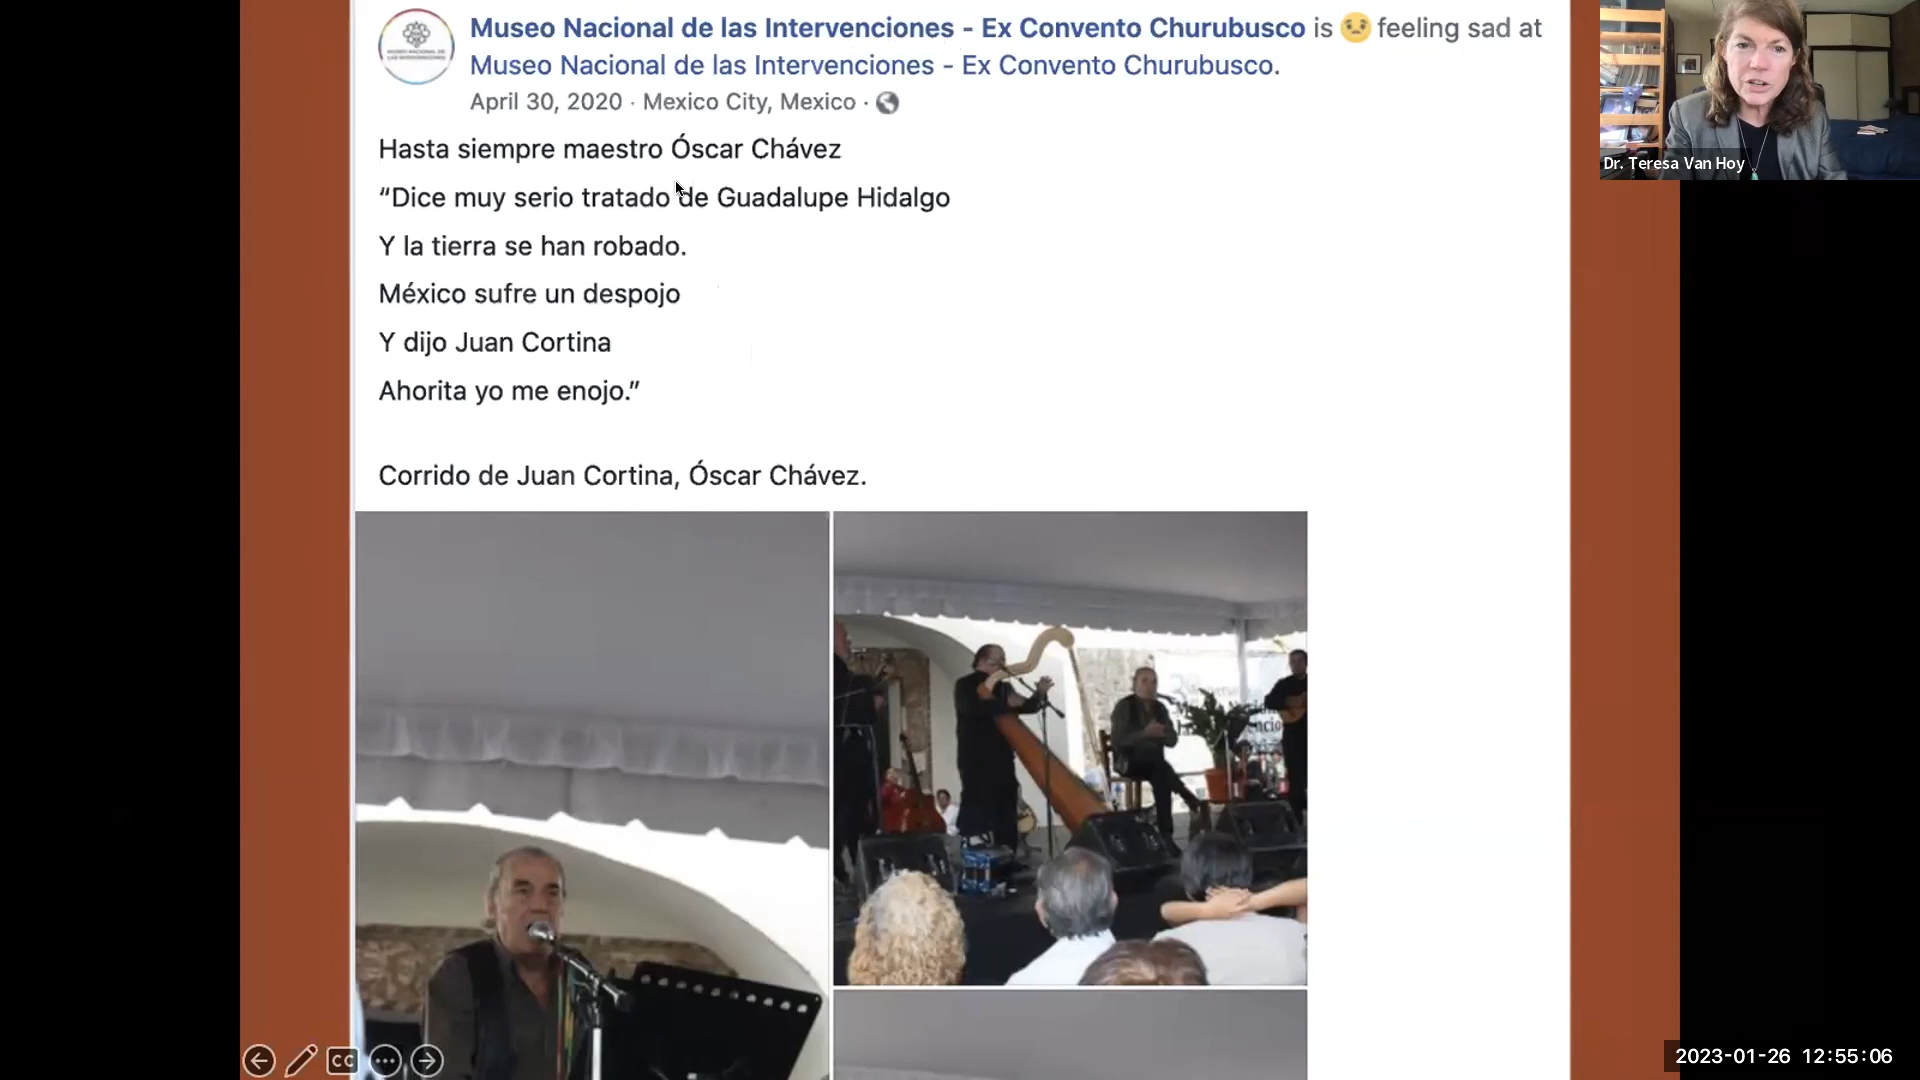 Museo Nacional de las Intervenciones - Ex Convento Churubusco is feeling sad at
Museo Nacional de las Intervenciones - Ex Convento Churubusco.
April 30, 2020 · Mexico City, Mexico ·
Hasta siempre maestro Óscar Chávez
“Dice muy serio tratado de Guadalupe Hidalgo
Y la tierra se han robado.
México sufre un despojo
Y dijo Juan Cortina
Ahorita yo me enojo.”
Corrido de Juan Cortina, Óscar Chávez.
Dr. Teresa Van Hoy
CC
2023-01-26 12:55:06